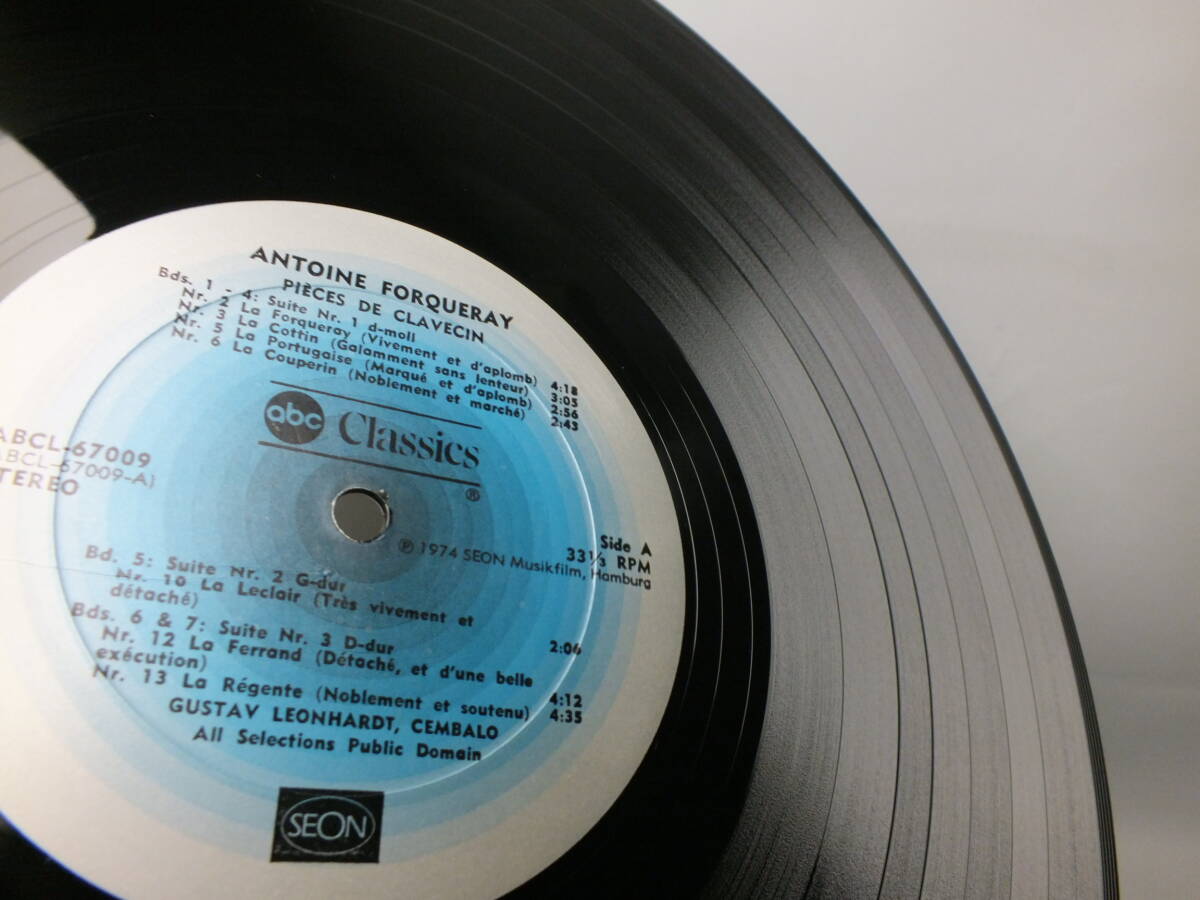 ANTOINE FORQUERAY
PIÈCES DE CLAVECIN
Bds. 1 - 4: Suite Nr. 1 d-moll
Nr. 2 La Forqueray (Vivement et d'aplomb) 4:18
Nr. 3 La Cottin (Galamment sans lenteur) 3:05
Nr. 5 La Portugaise (Marqué et d'aplomb) 2:56
Nr. 6 La Couperin (Noblement et marché) 2:43
abc Classics®
ABCL-67009
ABCL-67009-A)
STEREO
Side A
33⅓ RPM
℗ 1974 SEON Musikfilm, Hamburg
Bd. 5: Suite Nr. 2 G-dur
Nr. 10 La Leclair (Très vivement et
détaché) 2:06
Bds. 6 & 7: Suite Nr. 3 D-dur
Nr. 12 La Ferrand (Détaché, et d'une belle
exécution) 4:12
Nr. 13 La Régente (Noblement et soutenu) 4:35
GUSTAV LEONHARDT, CEMBALO
All Selections Public Domain
SEON